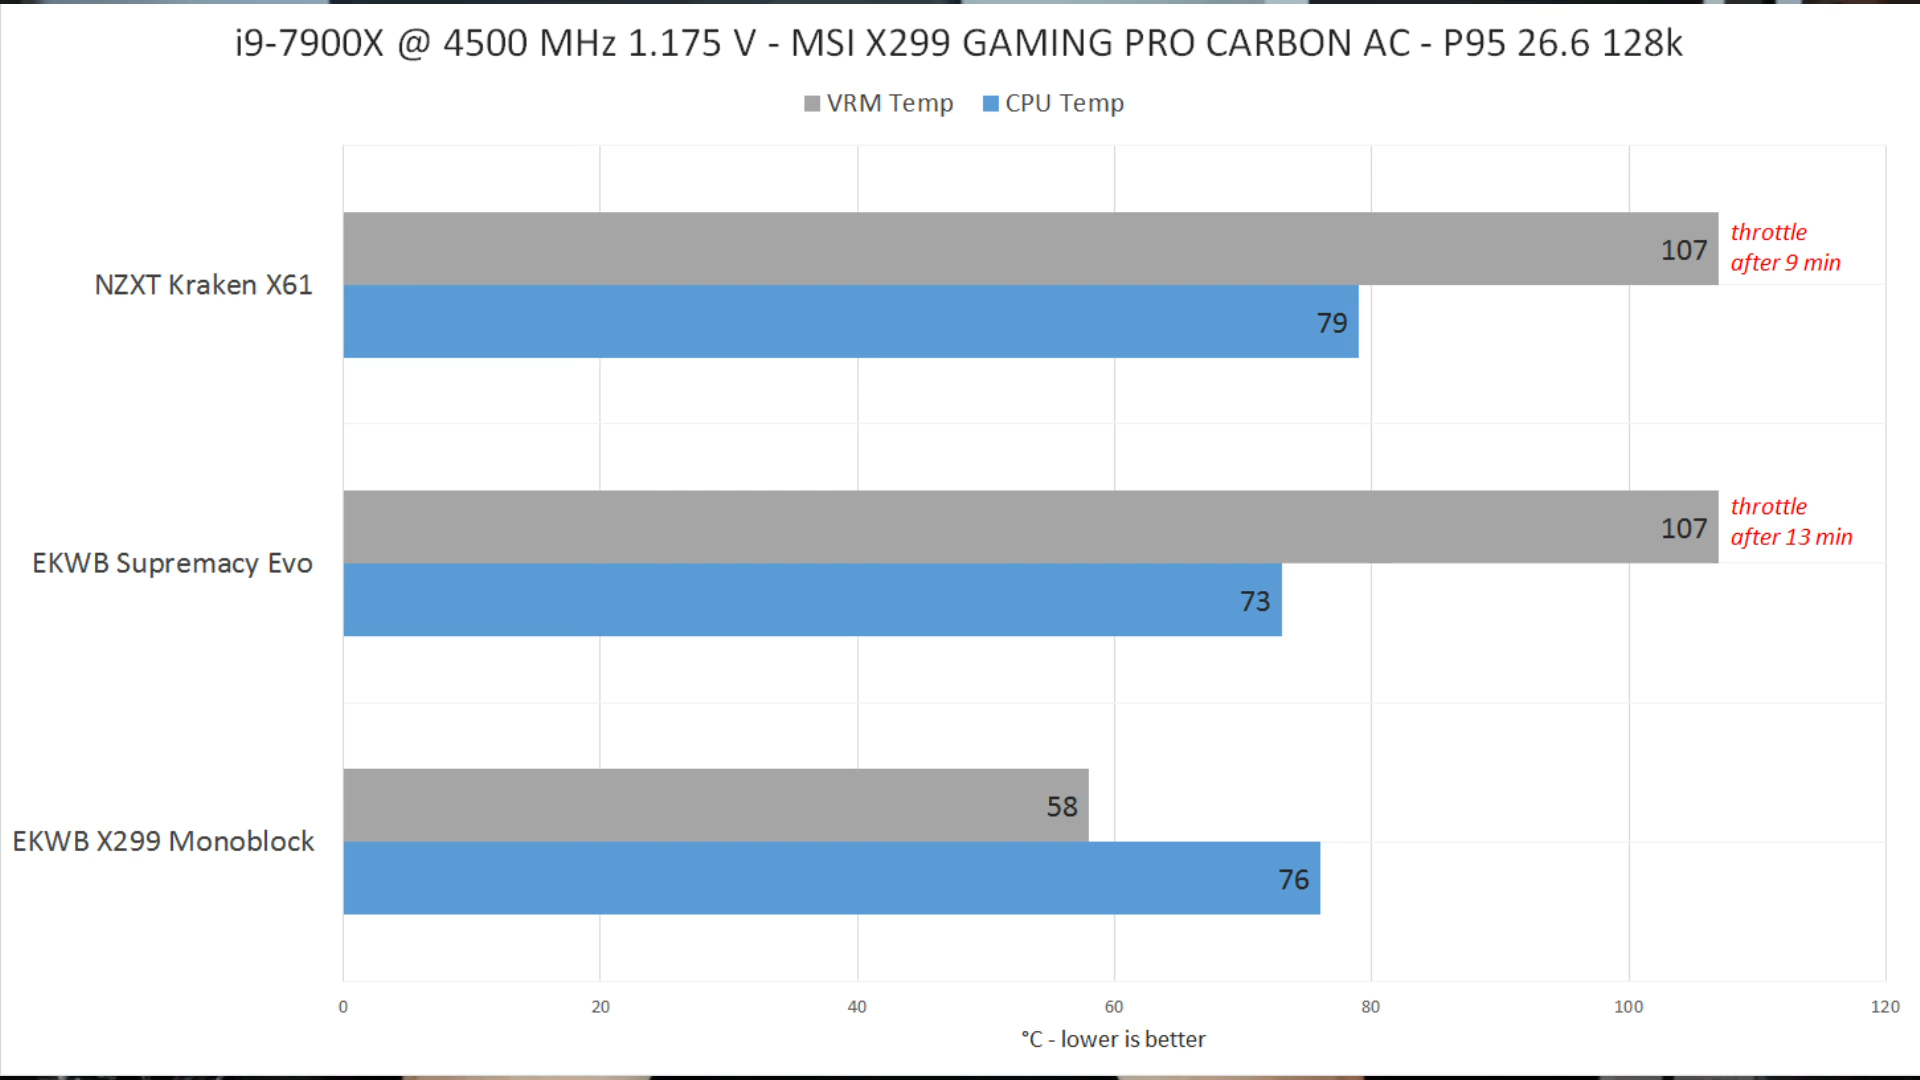 i9-7900X @ 4500 MHz 1.175 V - MSI X299 GAMING PRO CARBON AC - P95 26.6 128k
VRM Temp CPU Temp
NZXT Kraken X61
107
throttle
after 9 min
79
EKWB Supremacy Evo
107
throttle
after 13 min
73
EKWB X299 Monoblock
58
76
0 20 40 60 80 100 120
°C - lower is better